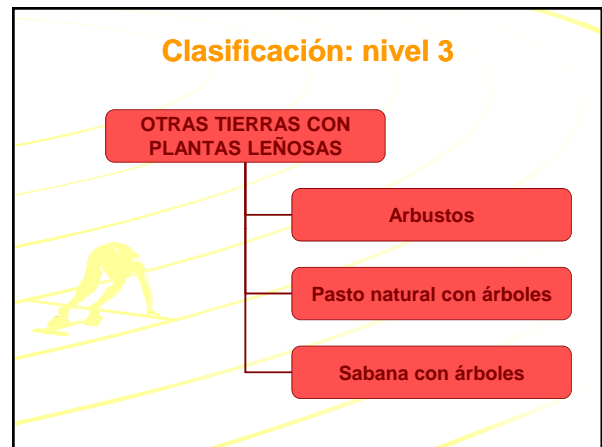 Clasificación: nivel 3
OTRAS TIERRAS CON
PLANTAS LEÑOSAS
Arbustos
Pasto natural con árboles
Sabana con árboles